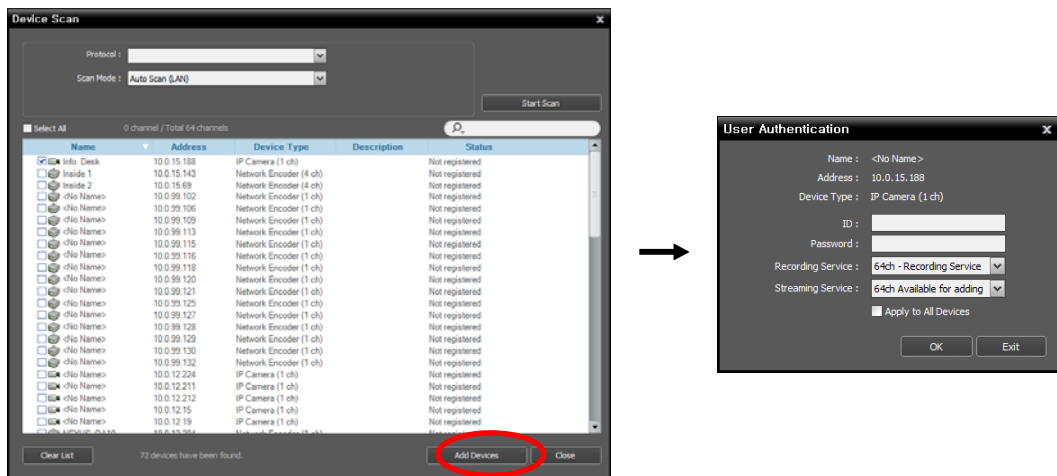 Device Scan x
Protocol :
Scan Mode : Auto Scan (LAN)
Start Scan
Select All 0 channel / Total 64 channels
Name Address Device Type Description Status
Info. Desk 10.0.15.188 IP Camera (1 ch) Not registered
Inside 1 10.0.15.143 Network Encoder (4 ch) Not registered
Inside 2 10.0.15.69 Network Encoder (4 ch) Not registered
<No Name> 10.0.99.102 Network Encoder (1 ch) Not registered
<No Name> 10.0.99.106 Network Encoder (1 ch) Not registered
<No Name> 10.0.99.109 Network Encoder (1 ch) Not registered
<No Name> 10.0.99.113 Network Encoder (1 ch) Not registered
<No Name> 10.0.99.115 Network Encoder (1 ch) Not registered
<No Name> 10.0.99.116 Network Encoder (1 ch) Not registered
<No Name> 10.0.99.118 Network Encoder (1 ch) Not registered
<No Name> 10.0.99.120 Network Encoder (1 ch) Not registered
<No Name> 10.0.99.121 Network Encoder (1 ch) Not registered
<No Name> 10.0.99.125 Network Encoder (1 ch) Not registered
<No Name> 10.0.99.127 Network Encoder (1 ch) Not registered
<No Name> 10.0.99.128 Network Encoder (1 ch) Not registered
<No Name> 10.0.99.129 Network Encoder (1 ch) Not registered
<No Name> 10.0.99.130 Network Encoder (1 ch) Not registered
<No Name> 10.0.99.132 Network Encoder (1 ch) Not registered
<No Name> 10.0.12.224 IP Camera (1 ch) Not registered
<No Name> 10.0.12.211 IP Camera (1 ch) Not registered
<No Name> 10.0.12.212 IP Camera (1 ch) Not registered
<No Name> 10.0.12.15 IP Camera (1 ch) Not registered
<No Name> 10.0.12.19 IP Camera (1 ch) Not registered
Clear List 72 devices have been found. Add Devices Close
User Authentication x
Name : <No Name>
Address : 10.0.15.188
Device Type : IP Camera (1 ch)
ID :
Password :
Recording Service : 64ch - Recording Service
Streaming Service : 64ch Available for adding
Apply to All Devices
OK Exit